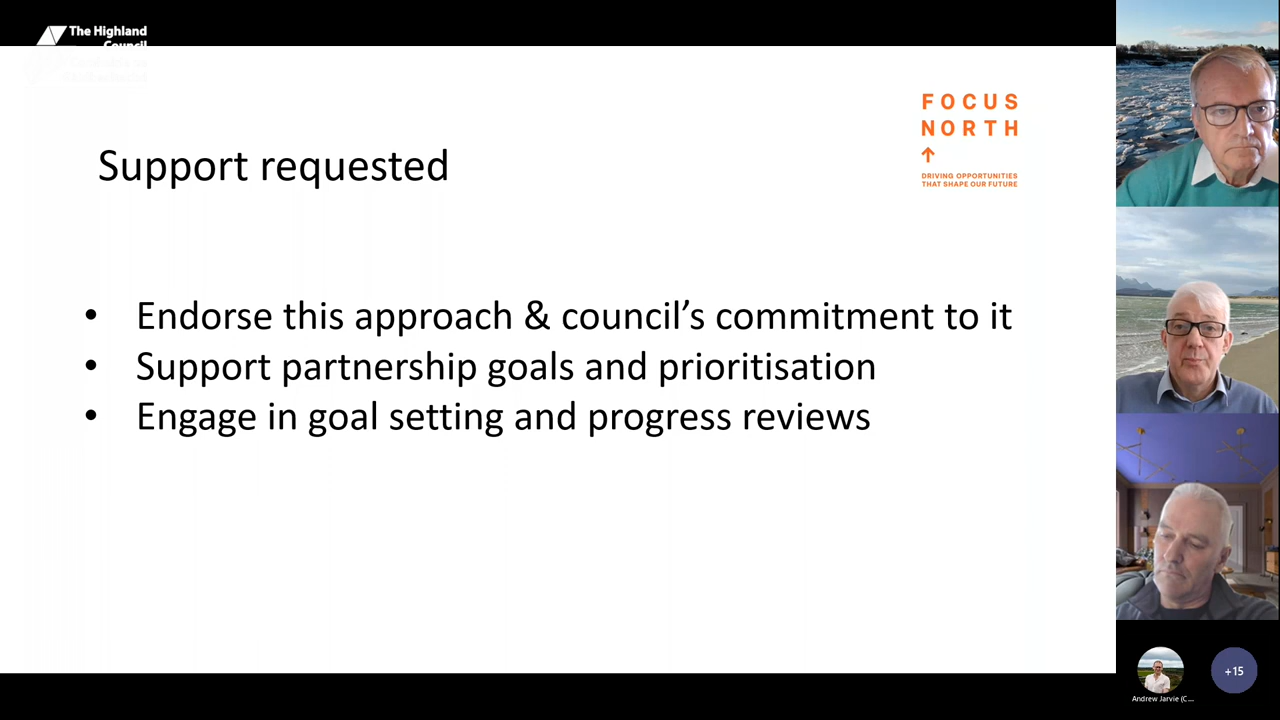 The Highland
Council
FOCUS
NORTH
DRIVING OPPORTUNITIES
THAT SHAPE OUR FUTURE
Support requested
• Endorse this approach & council’s commitment to it
• Support partnership goals and prioritisation
• Engage in goal setting and progress reviews
Andrew Jarvie (C...
+15